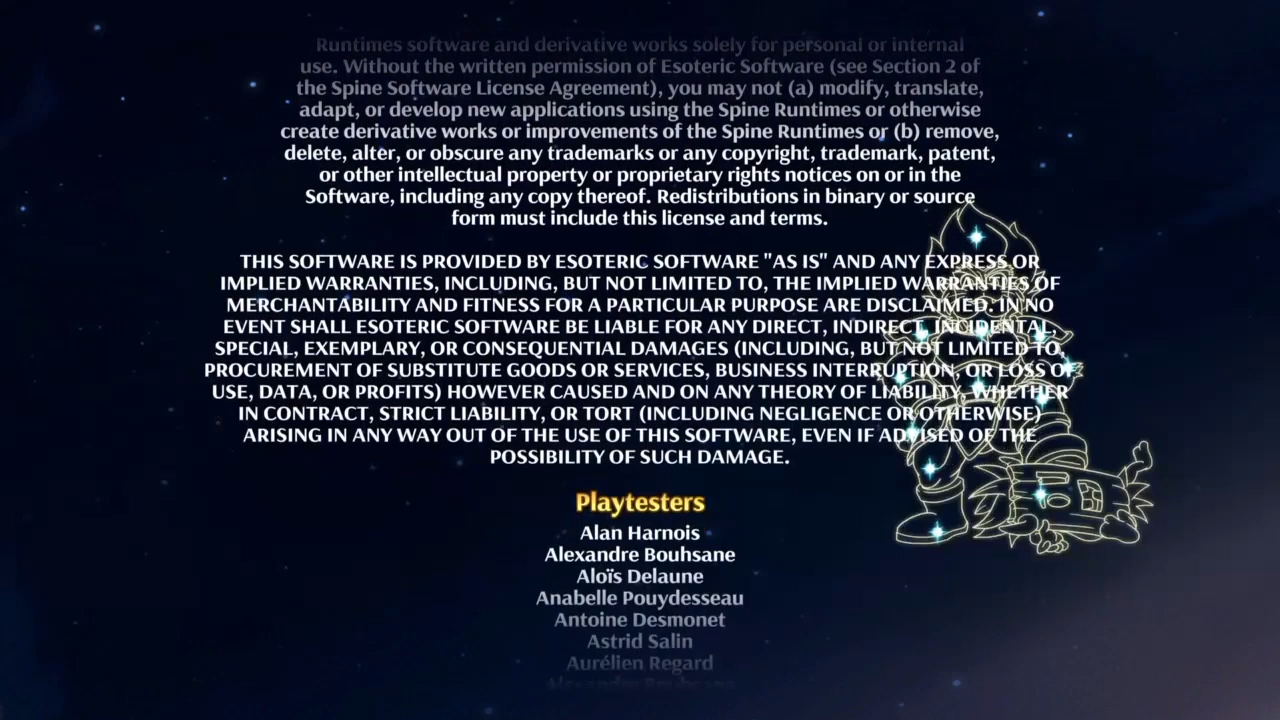 Runtimes software and derivative works solely for personal or internal
use. Without the written permission of Esoteric Software (see Section 2 of
the Spine Software License Agreement), you may not (a) modify, translate,
adapt, or develop new applications using the Spine Runtimes or otherwise
create derivative works or improvements of the Spine Runtimes or (b) remove,
delete, alter, or obscure any trademarks or any copyright, trademark, patent,
or other intellectual property or proprietary rights notices on or in the
Software, including any copy thereof. Redistributions in binary or source
form must include this license and terms.
THIS SOFTWARE IS PROVIDED BY ESOTERIC SOFTWARE "AS IS" AND ANY EXPRESS OR
IMPLIED WARRANTIES, INCLUDING, BUT NOT LIMITED TO, THE IMPLIED WARRANTIES OF
MERCHANTABILITY AND FITNESS FOR A PARTICULAR PURPOSE ARE DISCLAIMED. IN NO
EVENT SHALL ESOTERIC SOFTWARE BE LIABLE FOR ANY DIRECT, INDIRECT, INCIDENTAL,
SPECIAL, EXEMPLARY, OR CONSEQUENTIAL DAMAGES (INCLUDING, BUT NOT LIMITED TO,
PROCUREMENT OF SUBSTITUTE GOODS OR SERVICES, BUSINESS INTERRUPTION, OR LOSS OF
USE, DATA, OR PROFITS) HOWEVER CAUSED AND ON ANY THEORY OF LIABILITY, WHETHER
IN CONTRACT, STRICT LIABILITY, OR TORT (INCLUDING NEGLIGENCE OR OTHERWISE)
ARISING IN ANY WAY OUT OF THE USE OF THIS SOFTWARE, EVEN IF ADVISED OF THE
POSSIBILITY OF SUCH DAMAGE.
Playtesters
Alan Harnois
Alexandre Bouhsane
Aloïs Delaune
Anabelle Pouydesseau
Antoine Desmonet
Astrid Salin
Aurélien Regard